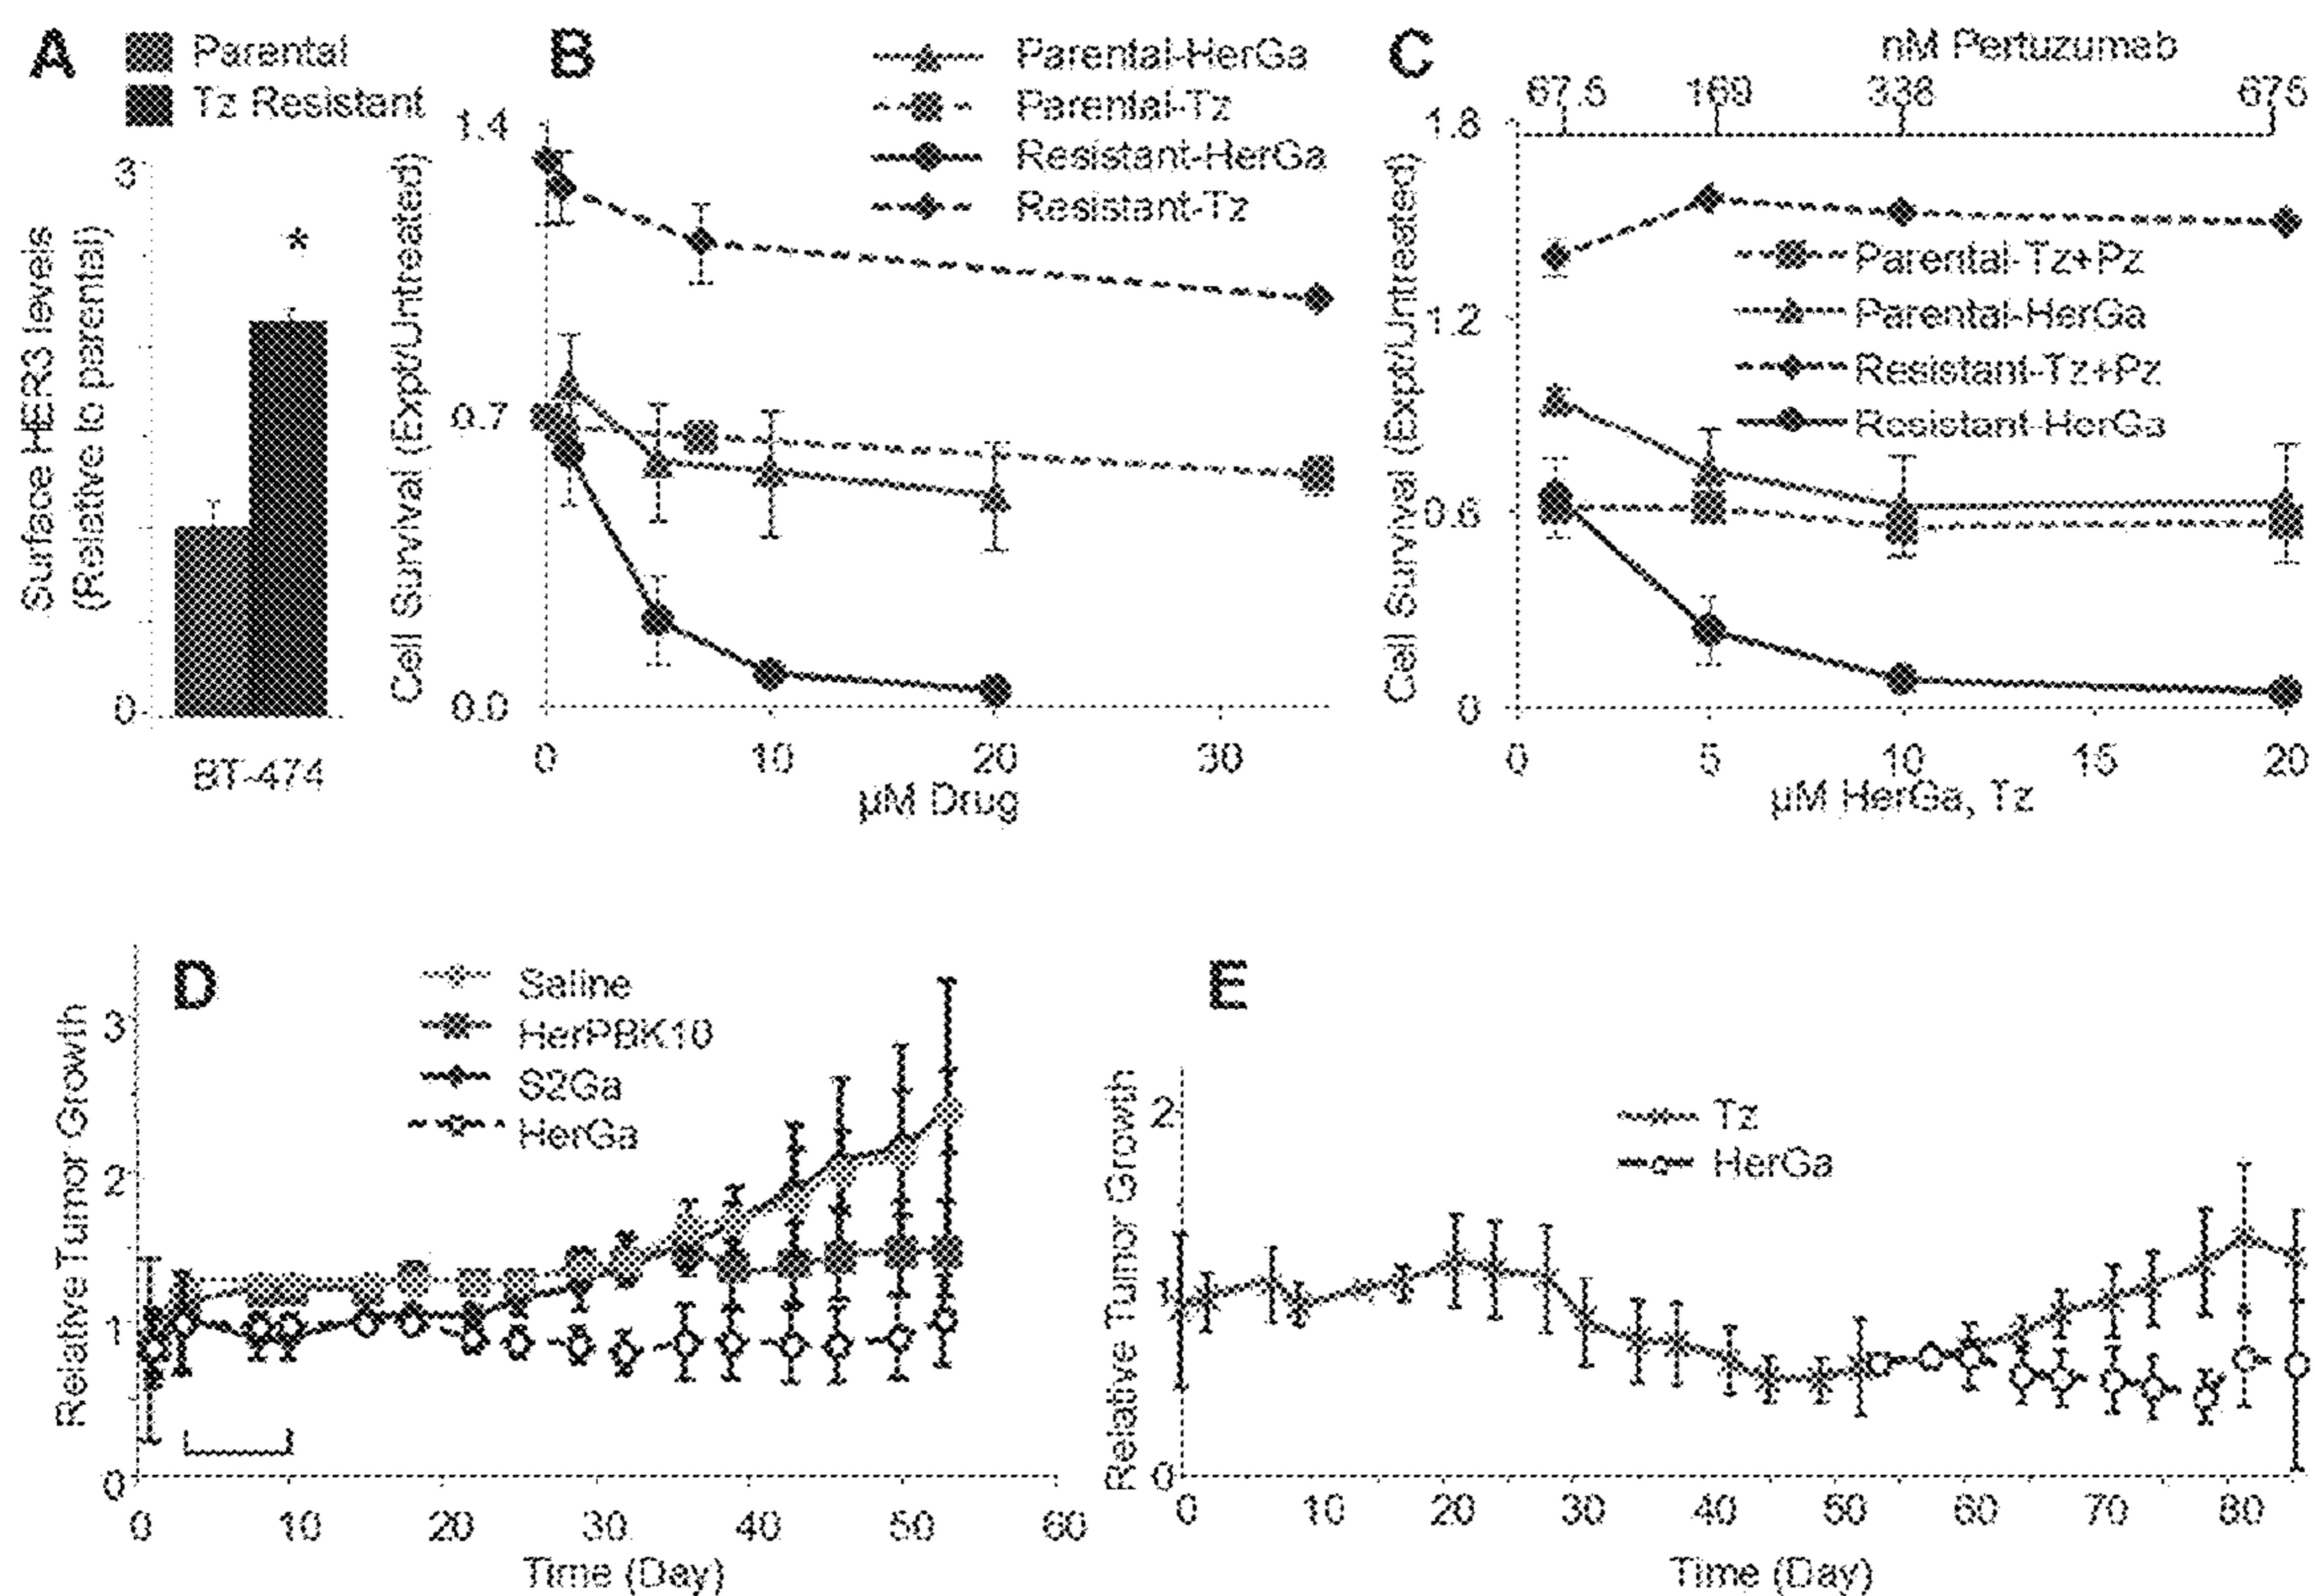 A
Parental
Tz Resistant
3
*
0
Surface HER3 levels
(Relative to parental)
BT-474
B
Parental-HerGa
Parental-Tz
Resistant-HerGa
Resistant-Tz
1.4
0.7
0.0
Cell Survival (Expt/Untreated)
0 10 20 30
µM Drug
C
nM Pertuzumab
67.5 169 338 675
1.8
1.2
0.6
0
Cell Survival (Expt/Untreated)
Parental-Tz+Pz
Parental-HerGa
Resistant-Tz+Pz
Resistant-HerGa
0 5 10 15 20
µM HerGa, Tz
D
Saline
HerPBK10
S2Ga
HerGa
3
2
1
0
Relative Tumor Growth
0 10 20 30 40 50 60
Time (Day)
E
Tz
HerGa
2
1
0
Relative Tumor Growth
0 10 20 30 40 50 60 70 80
Time (Day)